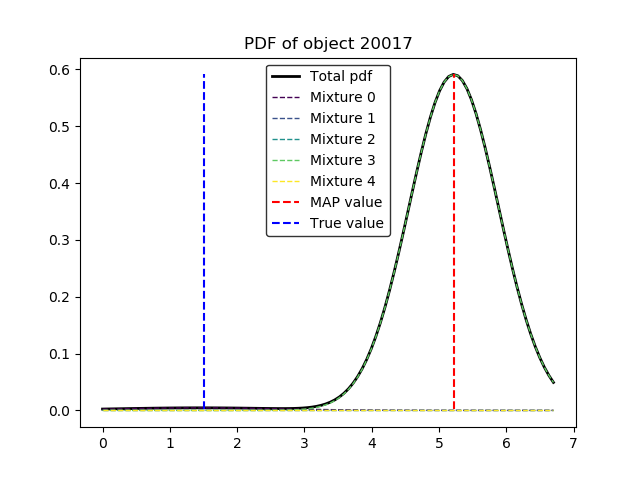 PDF of object 20017
0.6
0.5
0.4
0.3
0.2
0.1
0.0
Total pdf
Mixture 0
Mixture 1
Mixture 2
Mixture 3
Mixture 4
MAP value
True value
0 1 2 3 4 5 6 7